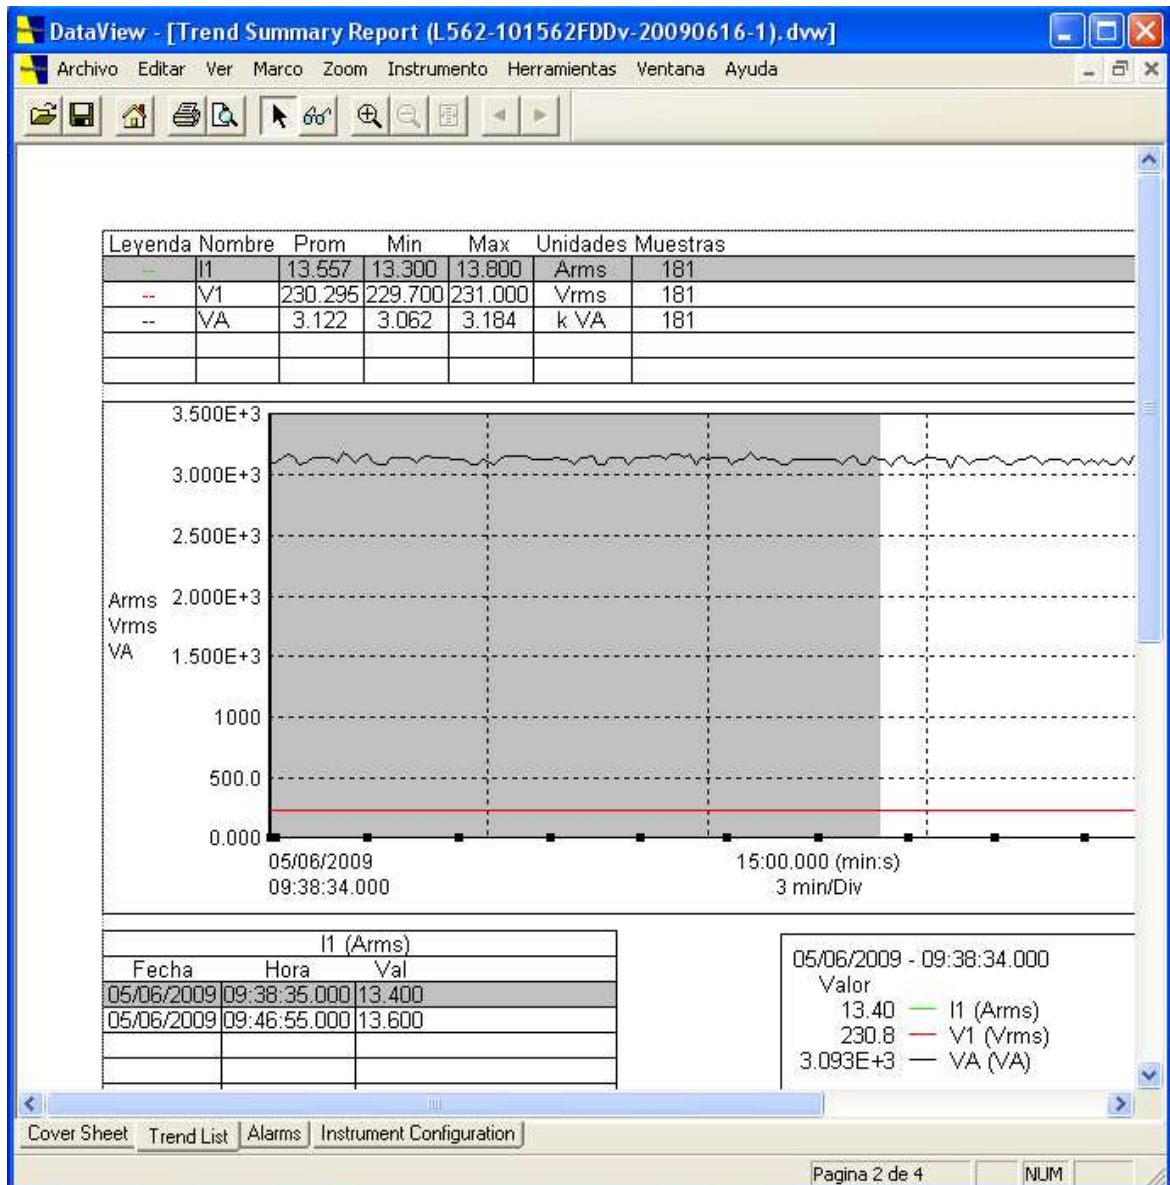 DataView - [Trend Summary Report (L562-101562FDDv-20090616-1).dvw]
Archivo Editar Ver Marco Zoom Instrumento Herramientas Ventana Ayuda
Leyenda Nombre Prom Min Max Unidades Muestras
-- I1 13.557 13.300 13.800 Arms 181
-- V1 230.295 229.700 231.000 Vrms 181
-- VA 3.122 3.062 3.184 k VA 181
3.500E+3
3.000E+3
2.500E+3
Arms 2.000E+3
Vrms
VA 1.500E+3
1000
500.0
0.000
05/06/2009 15:00.000 (min:s)
09:38:34.000 3 min/Div
I1 (Arms)
Fecha Hora Val
05/06/2009 09:38:35.000 13.400
05/06/2009 09:46:55.000 13.600
05/06/2009 - 09:38:34.000
Valor
13.40 — I1 (Arms)
230.8 — V1 (Vrms)
3.093E+3 — VA (VA)
Cover Sheet Trend List Alarms Instrument Configuration
Pagina 2 de 4 NUM